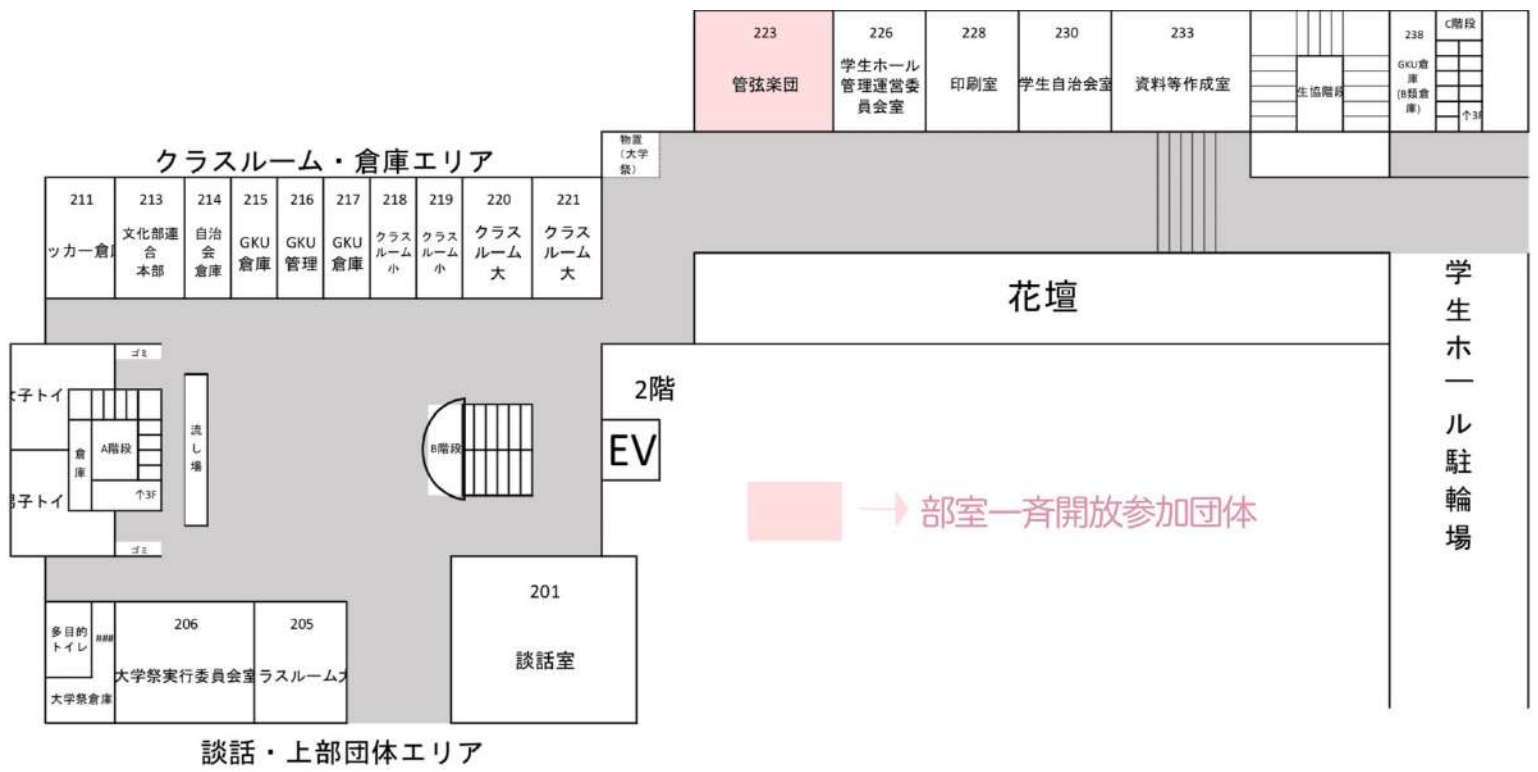 223
管弦楽団
226
学生ホール
管理運営委
員会室
228
印刷室
230
学生自治会室
233
資料等作成室
生協階段
238
GKU倉
庫
(B類倉
庫)
C階段
个3F
物置
(大学
祭)
クラスルーム・倉庫エリア
211
ッカー倉庫
213
文化部連
合
本部
214
自治
会
倉庫
215
GKU
倉庫
216
GKU
管理
217
GKU
倉庫
218
クラス
ルーム
小
219
クラス
ルーム
小
220
クラス
ルーム
大
221
クラス
ルーム
大
花壇
学生ホール駐輪場
ゴミ
女子トイ
倉庫
A階段
个3F
男子トイ
ゴミ
流し場
B階段
2階
EV
→ 部室一斉開放参加団体
201
談話室
多目的
トイレ
###
大学祭倉庫
206
大学祭実行委員会室
205
ラスルーム大
談話・上部団体エリア